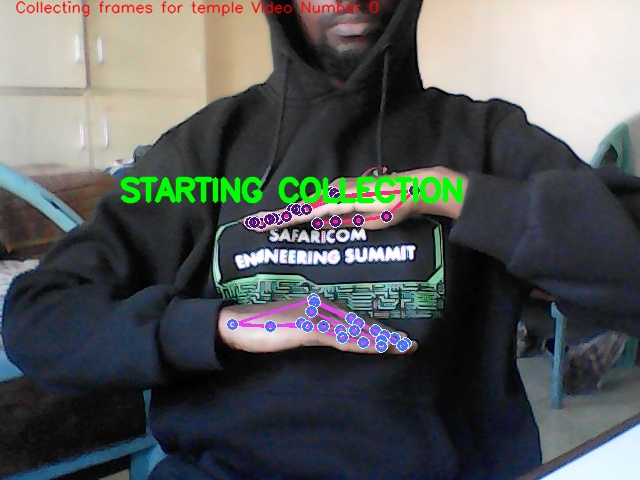 Collecting frames for temple Video Number 0
STARTING COLLECTION
SAFARICOM
ENGINEERING SUMMIT